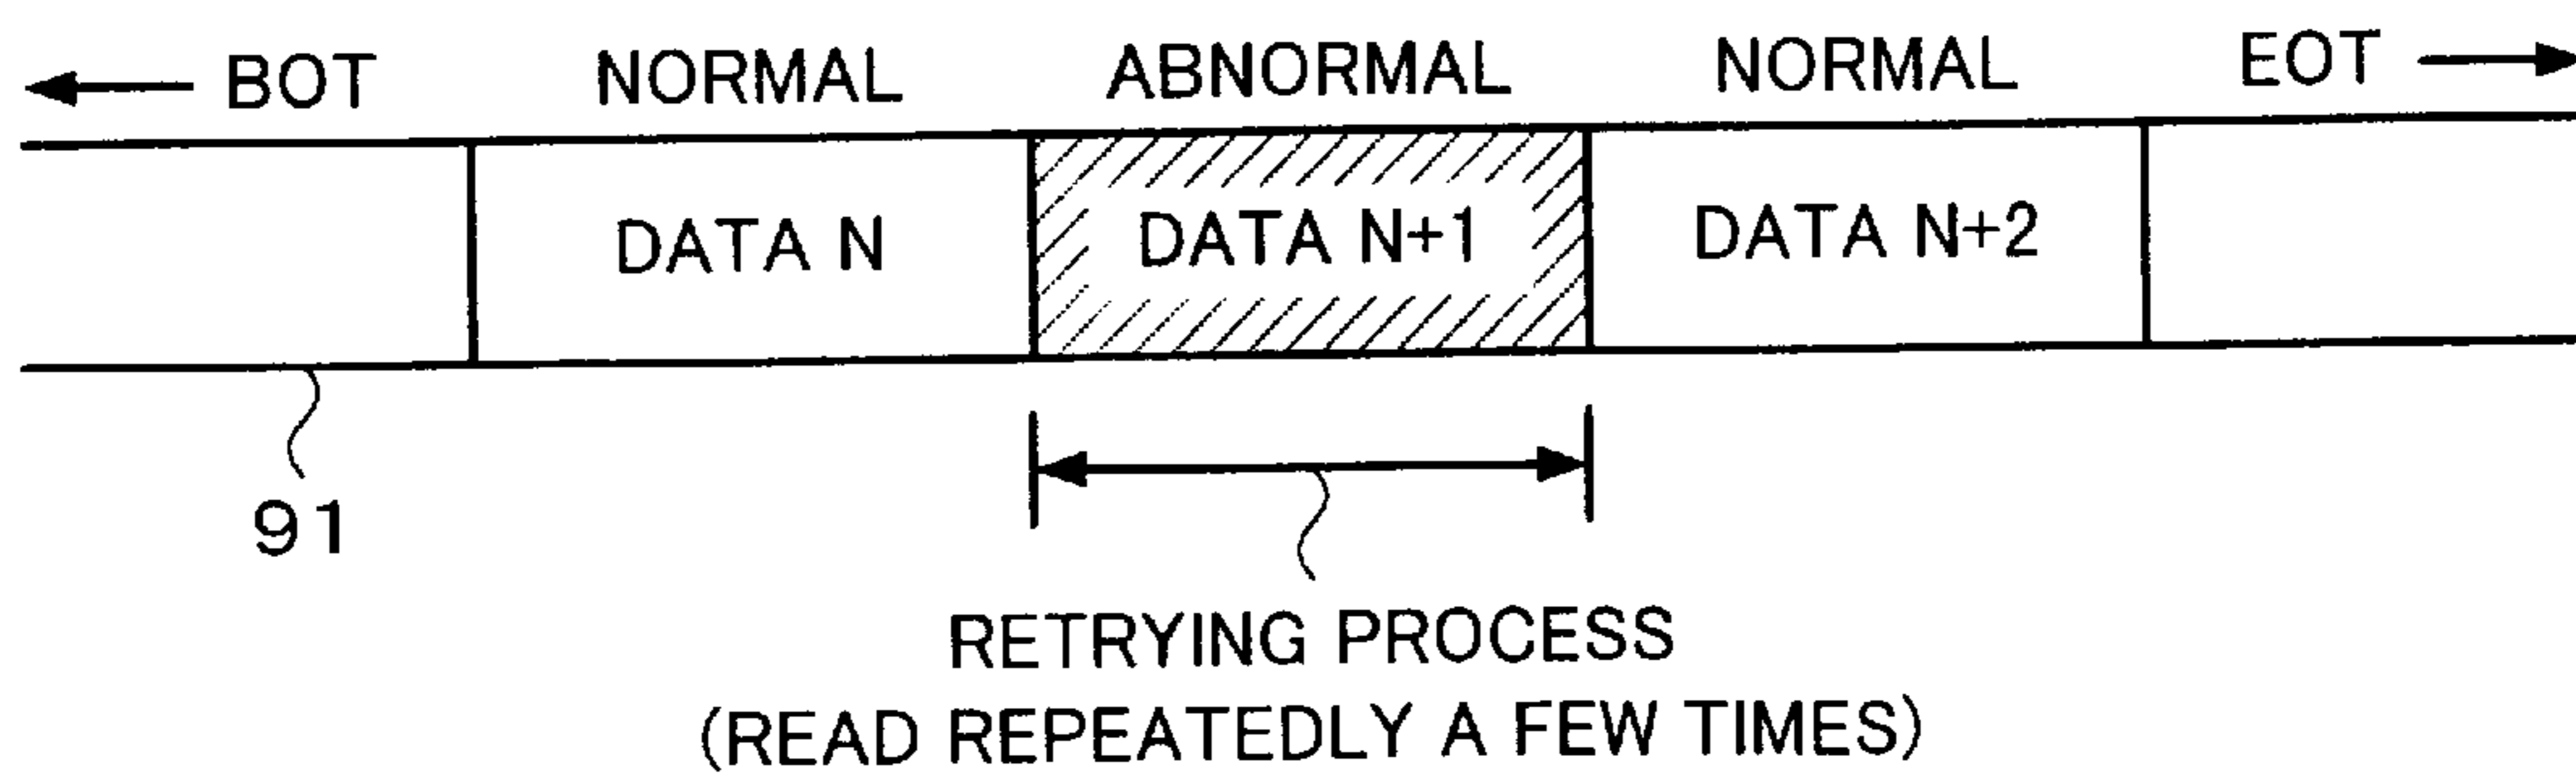 BOT NORMAL ABNORMAL NORMAL EOT
DATA N DATA N+1 DATA N+2
91
RETRYING PROCESS
(READ REPEATEDLY A FEW TIMES)